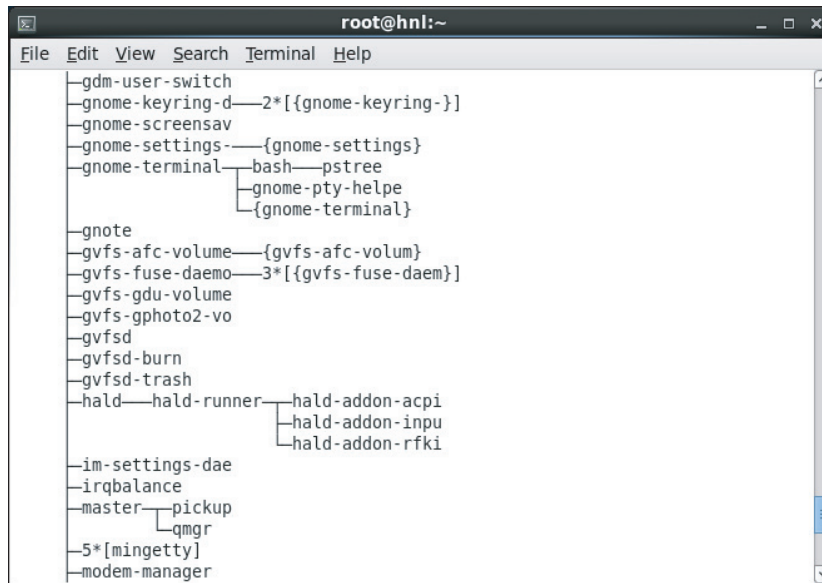 root@hnl:~
File Edit View Search Terminal Help
├─gdm-user-switch
├─gnome-keyring-d───2*[{gnome-keyring-}]
├─gnome-screensav
├─gnome-settings-───{gnome-settings}
├─gnome-terminal─┬─bash───pstree
├─gnome-pty-helpe
└─{gnome-terminal}
├─gnote
├─gvfs-afc-volume───{gvfs-afc-volum}
├─gvfs-fuse-daemo───3*[{gvfs-fuse-daem}]
├─gvfs-gdu-volume
├─gvfs-gphoto2-vo
├─gvfsd
├─gvfsd-burn
├─gvfsd-trash
├─hald───hald-runner─┬─hald-addon-acpi
├─hald-addon-inpu
└─hald-addon-rfki
├─im-settings-dae
├─irqbalance
├─master─┬─pickup
└─qmgr
├─5*[mingetty]
├─modem-manager